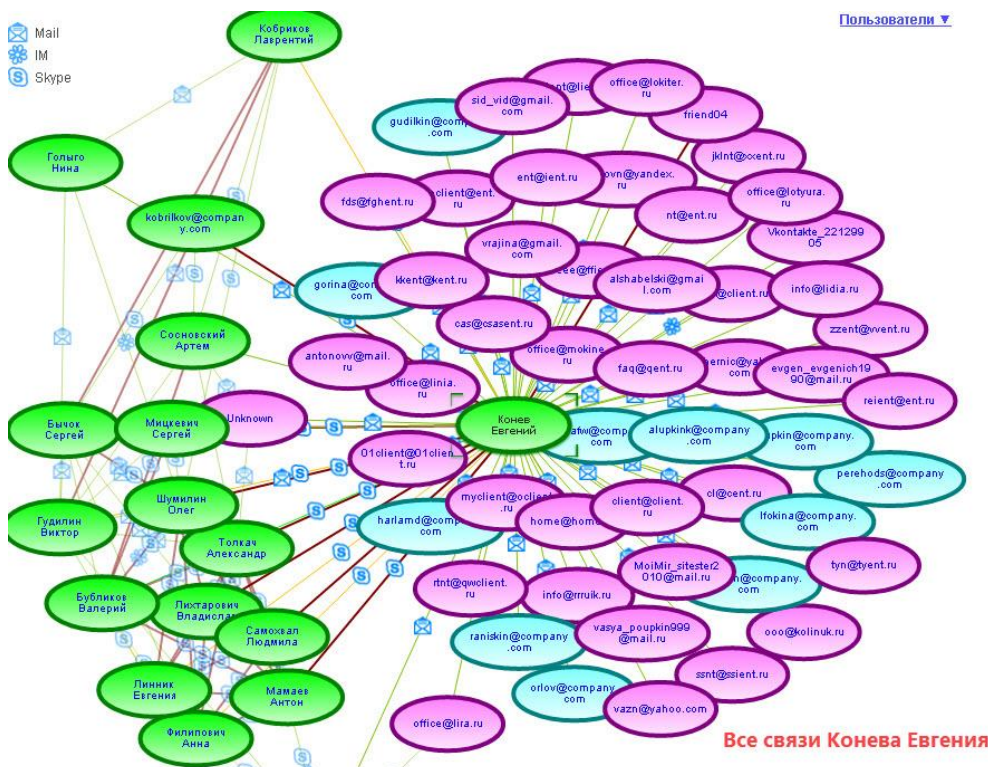 Mail
IM
Skype
Пользователи ▼
Кобриков
Лаврентий
Голыго
Нина
kobrilkov@compan
y.com
Сосновский
Артем
Бычок
Сергей
Мицкевич
Сергей
Unknown
Гудилин
Виктор
Шумилин
Олег
Толкач
Александр
Бубликов
Валерий
Лихтарович
Самохвал
Людмила
Линник
Евгения
Мамаев
Антон
Филипович
Анна
Конев
Евгений
sid_vid@gmail.
com
office@lokiter.
ru
friend04
jklnt@xxent.ru
fds@fghent.ru
ent@ient.ru
nt@ent.ru
office@lotyura.
ru
Vkontakte_221299
05
vrajina@gmail.
com
kkent@kent.ru
alshabelski@gmai
l.com
info@lidia.ru
zzent@vvent.ru
cas@csasent.ru
antonovv@mail.
ru
office@linia.
ru
faq@qent.ru
evgen_evgenich19
90@mail.ru
reient@ent.ru
alupkink@company
.com
perehods@company
.com
01client@01clien
t.ru
cl@cent.ru
lfokina@company.
com
client@client.
ru
MoiMir_sitester2
010@mail.ru
tyn@tyent.ru
rtnt@qwclient.
ru
info@rrruik.ru
vasya_poupkin999
@mail.ru
ooo@kolinuk.ru
raniskin@company
.com
ssnt@ssient.ru
orlov@company
.com
vazn@yahoo.com
office@lira.ru
Все связи Конева Евгения